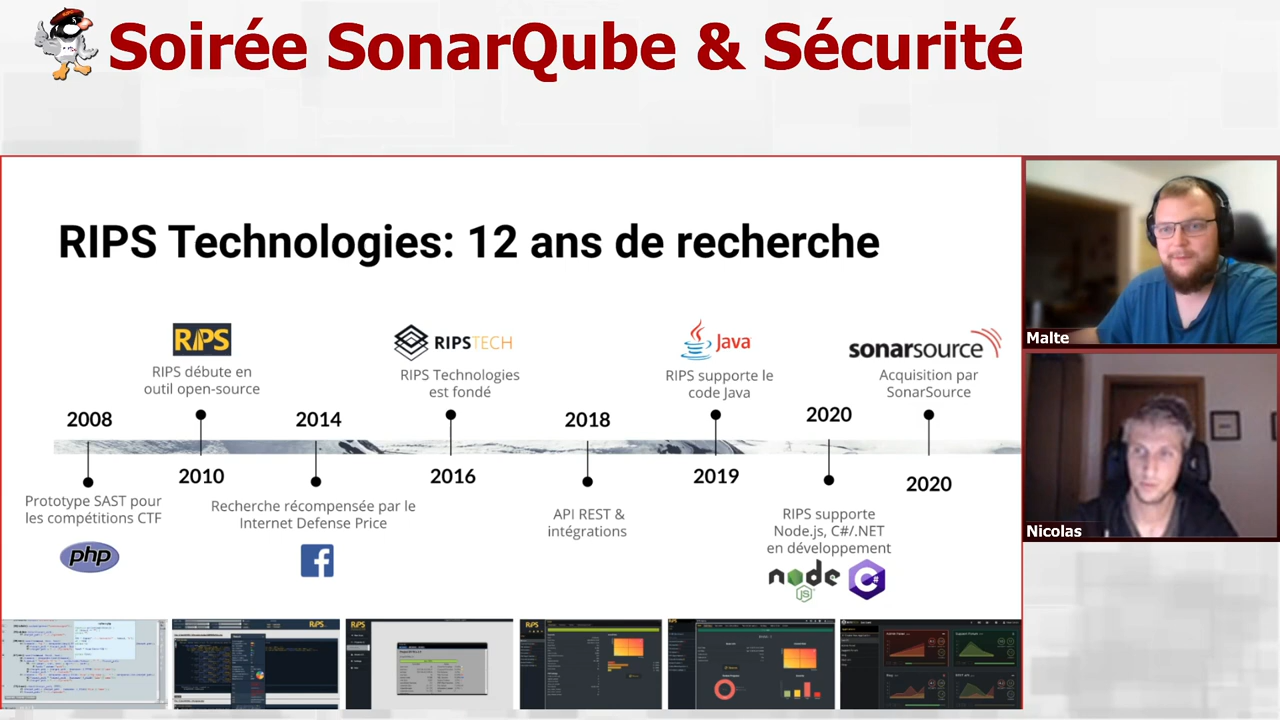 Soirée SonarQube & Sécurité
RIPS Technologies: 12 ans de recherche
RIPS
RIPS débute en
outil open-source
RIPSTECH
RIPS Technologies
est fondé
Java
RIPS supporte le
code Java
sonarsource
Acquisition par
SonarSource
2008
2014
2018
2020
2010
2016
2019
2020
Prototype SAST pour
les compétitions CTF
php
Recherche récompensée par le
Internet Defense Price
API REST &
intégrations
RIPS supporte
Node.js, C#/.NET
en développement
node
JS
C#
Malte
Nicolas